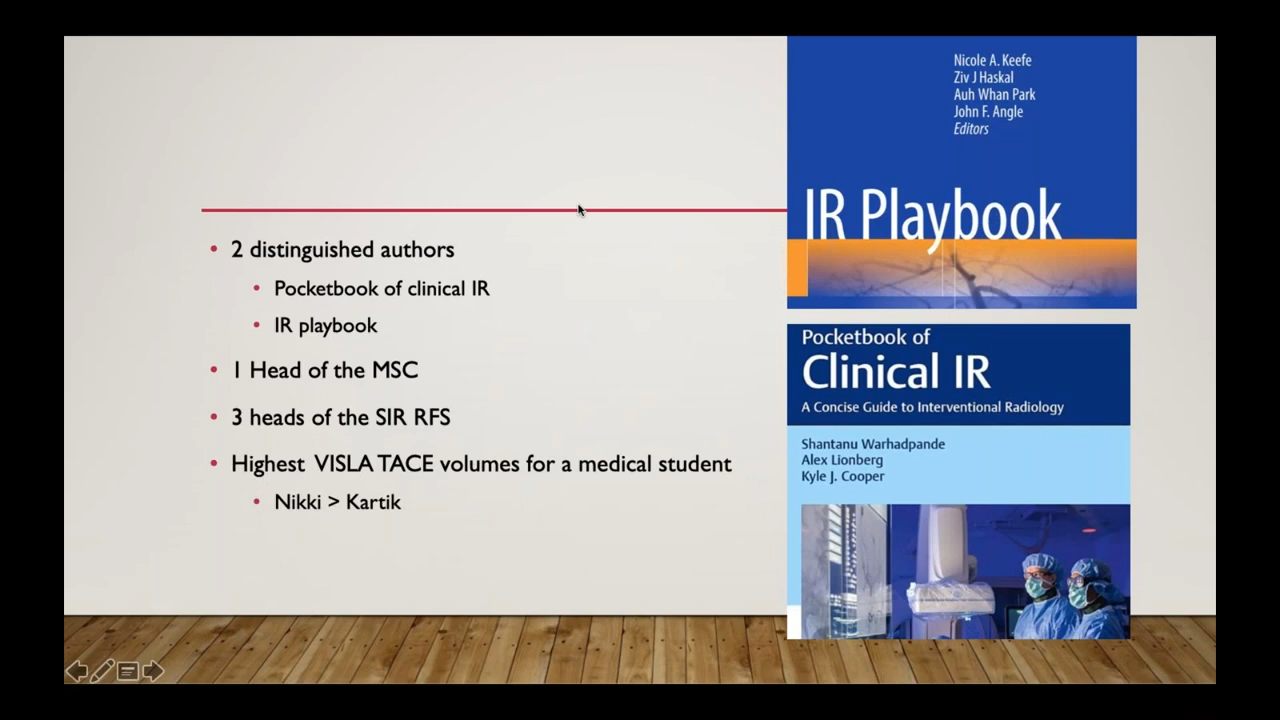 2 distinguished authors
Pocketbook of clinical IR
IR playbook
1 Head of the MSC
3 heads of the SIR RFS
Highest VISLA TACE volumes for a medical student
Nikki > Kartik
Nicole A. Keefe
Ziv J Haskal
Auh Whan Park
John F. Angle
Editors
IR Playbook
Pocketbook of
Clinical IR
A Concise Guide to Interventional Radiology
Shantanu Warhadpande
Alex Lionberg
Kyle J. Cooper